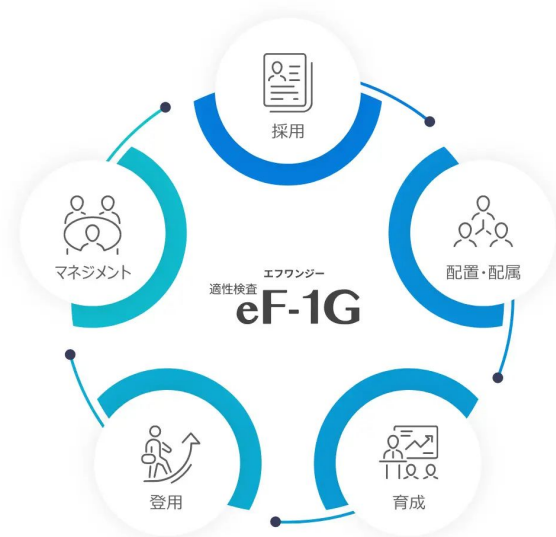 採用
マネジメント
配置・配属
エフワンジー
適性検査
eF-1G
登用
育成